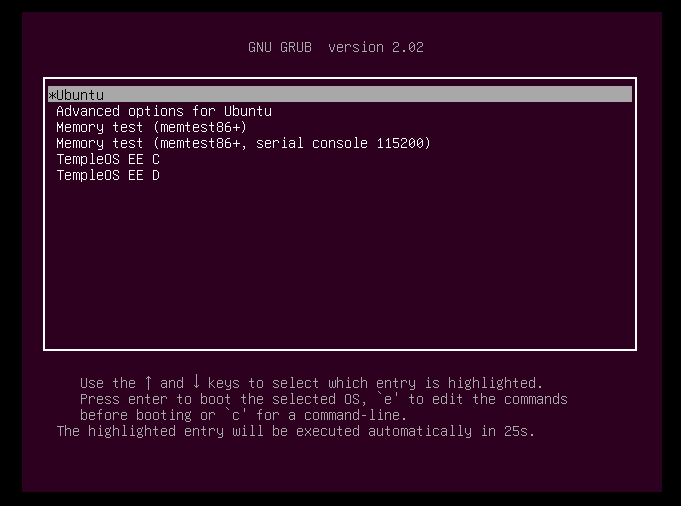 GNU GRUB  version 2.02
*Ubuntu
Advanced options for Ubuntu
Memory test (memtest86+)
Memory test (memtest86+, serial console 115200)
TempleOS EE C
TempleOS EE D
Use the ↑ and ↓ keys to select which entry is highlighted.
Press enter to boot the selected OS, `e' to edit the commands
before booting or `c' for a command-line.
The highlighted entry will be executed automatically in 25s.